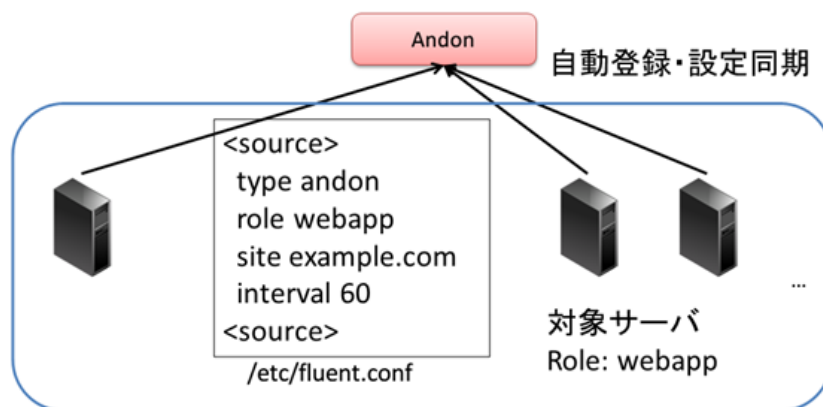 Andon
自動登録・設定同期
<source>
type andon
role webapp
site example.com
interval 60
<source>
/etc/fluent.conf
対象サーバ
Role: webapp
...